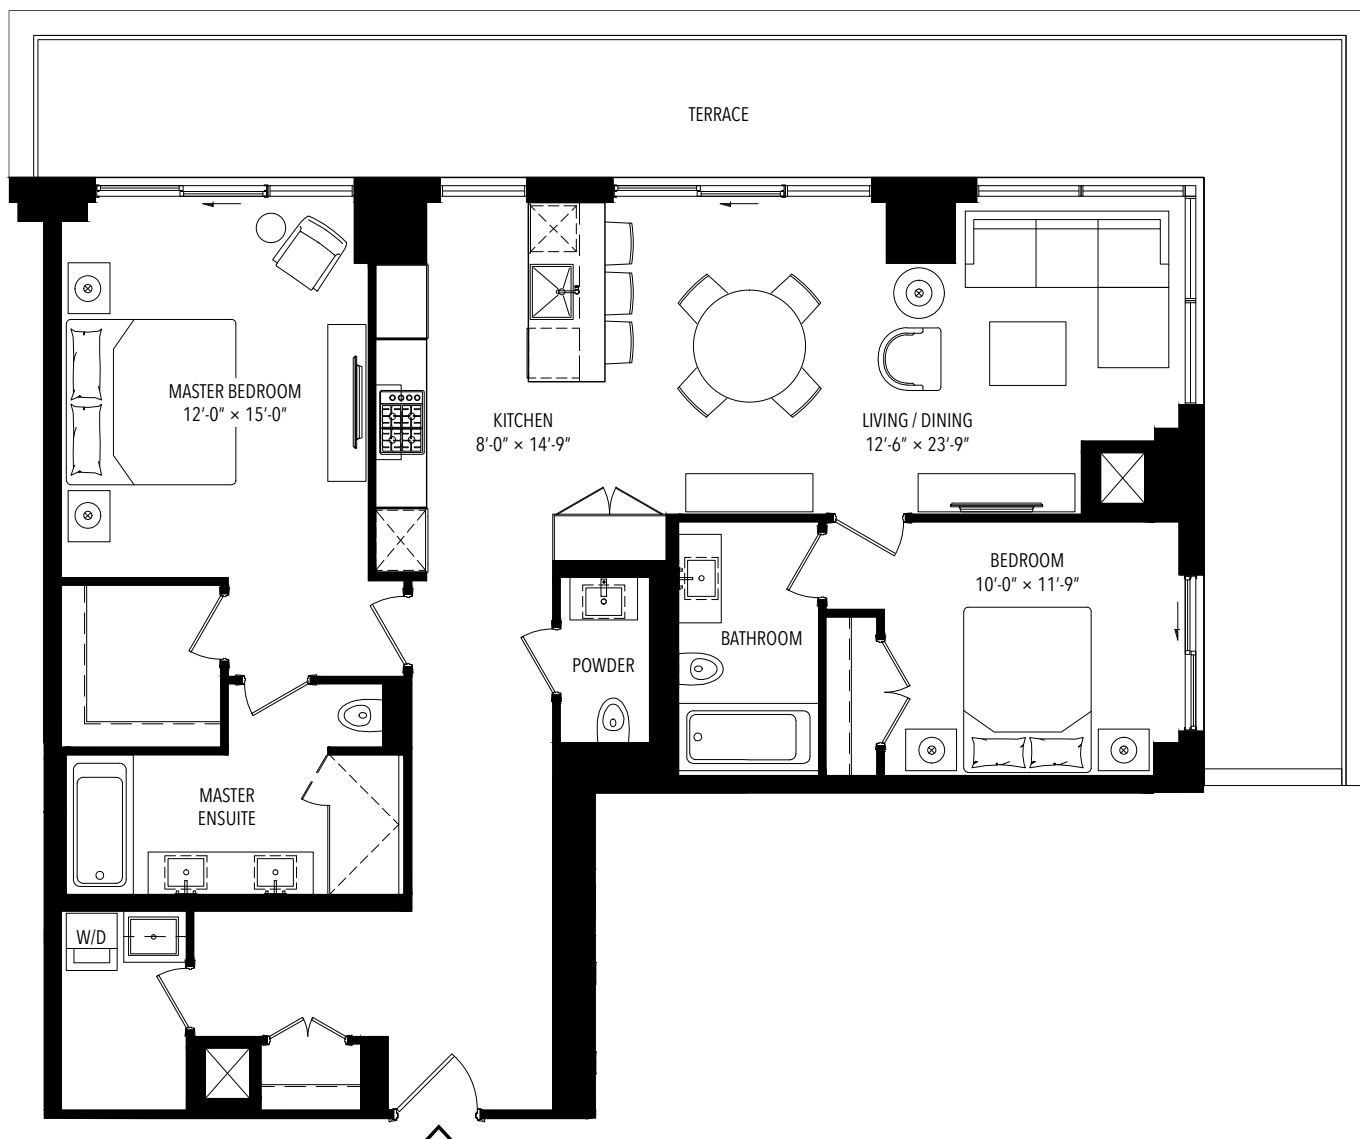 TERRACE
MASTER BEDROOM
12'-0" × 15'-0"
KITCHEN
8'-0" × 14'-9"
LIVING / DINING
12'-6" × 23'-9"
BEDROOM
10'-0" × 11'-9"
BATHROOM
POWDER
MASTER
ENSUITE
W/D